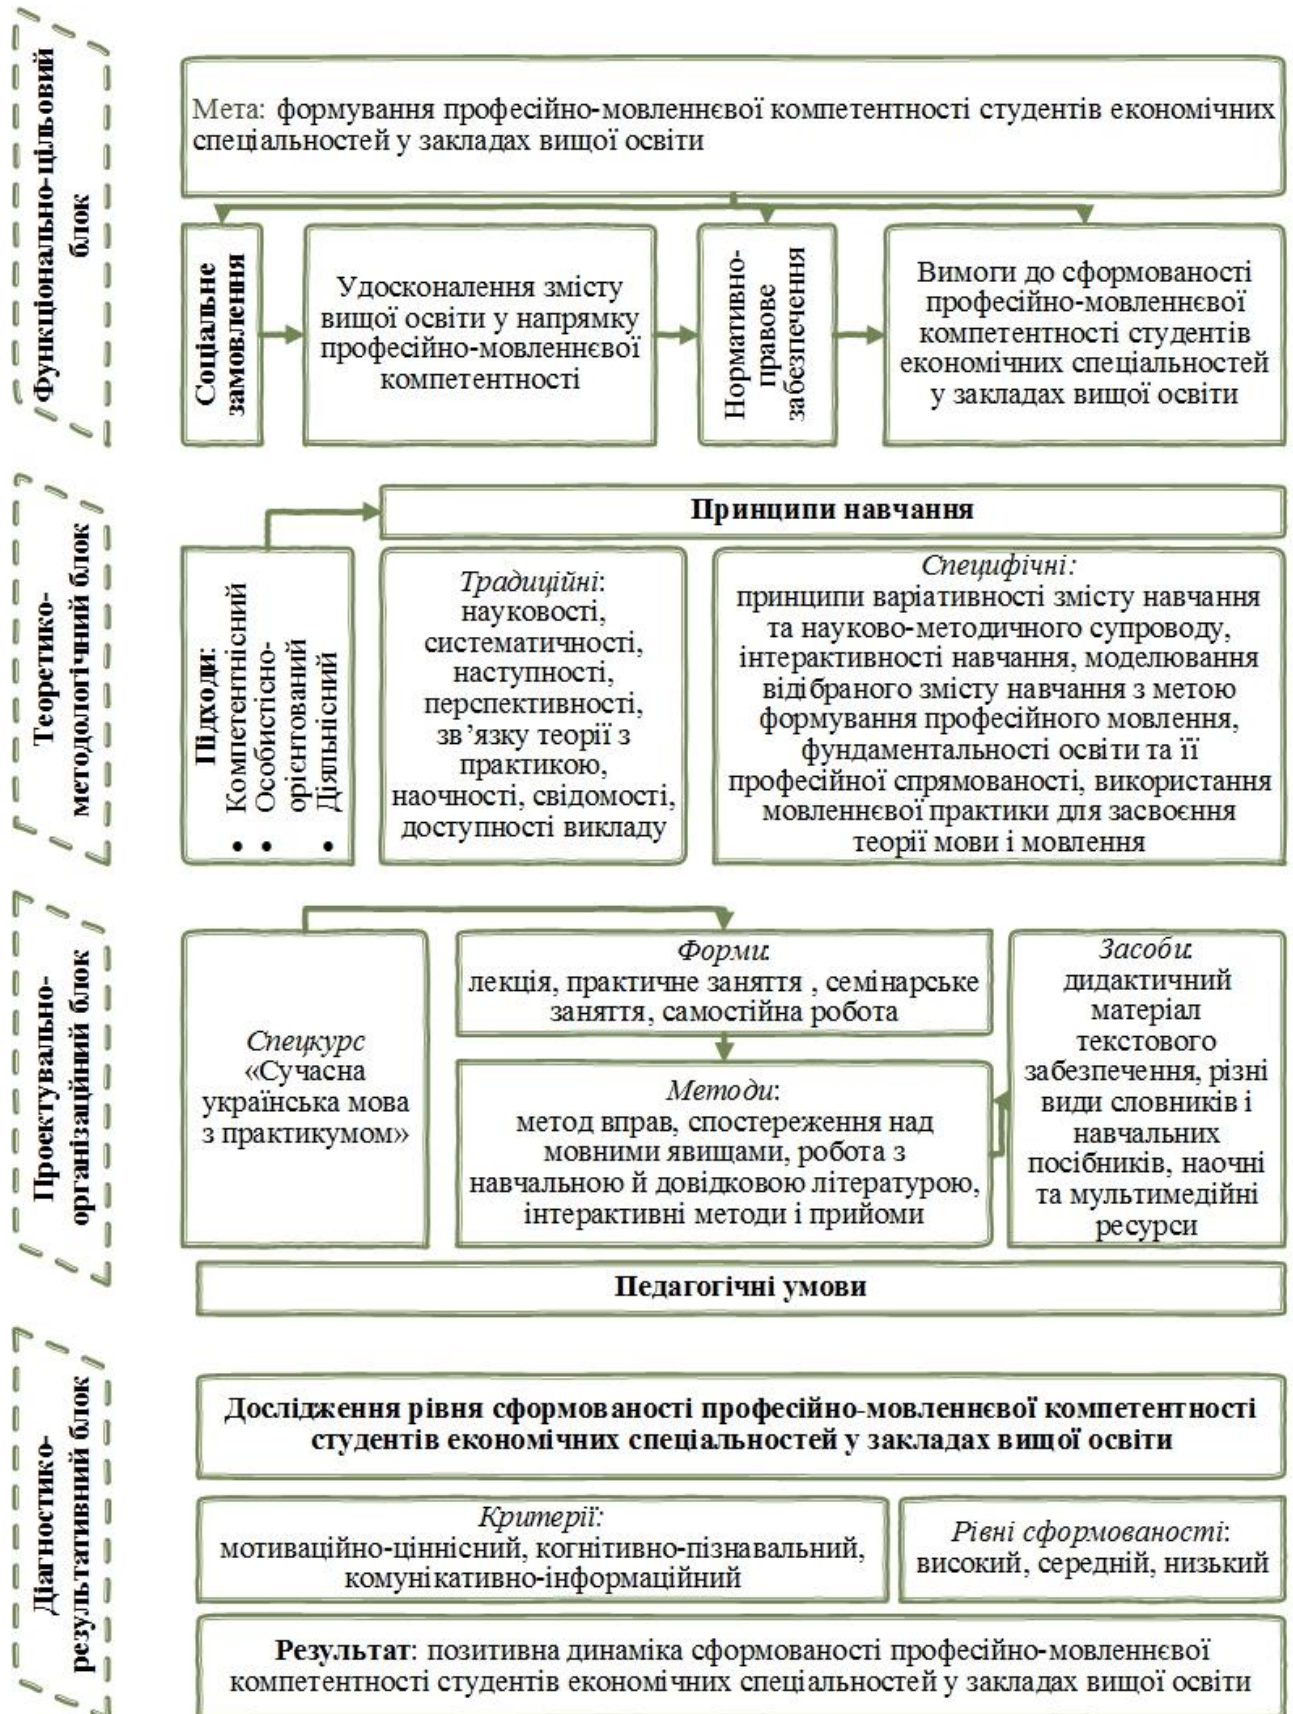 Функціонально-цільовий
блок
Мета: формування професійно-мовленнєвої компетентності студентів економічних
спеціальностей у закладах вищої освіти
Соціальне
замовлення
Удосконалення змісту
вищої освіти у напрямку
професійно-мовленнєвої
компетентності
Нормативно-
правове
забезпечення
Вимоги до сформованості
професійно-мовленнєвої
компетентності студентів
економічних спеціальностей
у закладах вищої освіти
Теоретико-
методологічний блок
Принципи навчання
Підходи:
• Компетентнісний
• Особистісно-
орієнтований
• Діяльнісний
Традиційні:
науковості,
систематичності,
наступності,
перспективності,
зв’язку теорії з
практикою,
наочності, свідомості,
доступності викладу
Специфічні:
принципи варіативності змісту навчання
та науково-методичного супроводу,
інтерактивності навчання, моделювання
відібраного змісту навчання з метою
формування професійного мовлення,
фундаментальності освіти та її
професійної спрямованості, використання
мовленнєвої практики для засвоєння
теорії мови і мовлення
Проектувально-
організаційний блок
Спецкурс
«Сучасна
українська мова
з практикумом»
Форми:
лекція, практичне заняття , семінарське
заняття, самостійна робота
Методи:
метод вправ, спостереження над
мовними явищами, робота з
навчальною й довідковою літературою,
інтерактивні методи і прийоми
Засоби:
дидактичний
матеріал
текстового
забезпечення, різні
види словників і
навчальних
посібників, наочні
та мультимедійні
ресурси
Педагогічні умови
Діагностико-
результативний блок
Дослідження рівня сформованості професійно-мовленнєвої компетентності
студентів економічних спеціальностей у закладах вищої освіти
Критерії:
мотиваційно-ціннісний, когнітивно-пізнавальний,
комунікативно-інформаційний
Рівні сформованості:
високий, середній, низький
Результат: позитивна динаміка сформованості професійно-мовленнєвої
компетентності студентів економічних спеціальностей у закладах вищої освіти